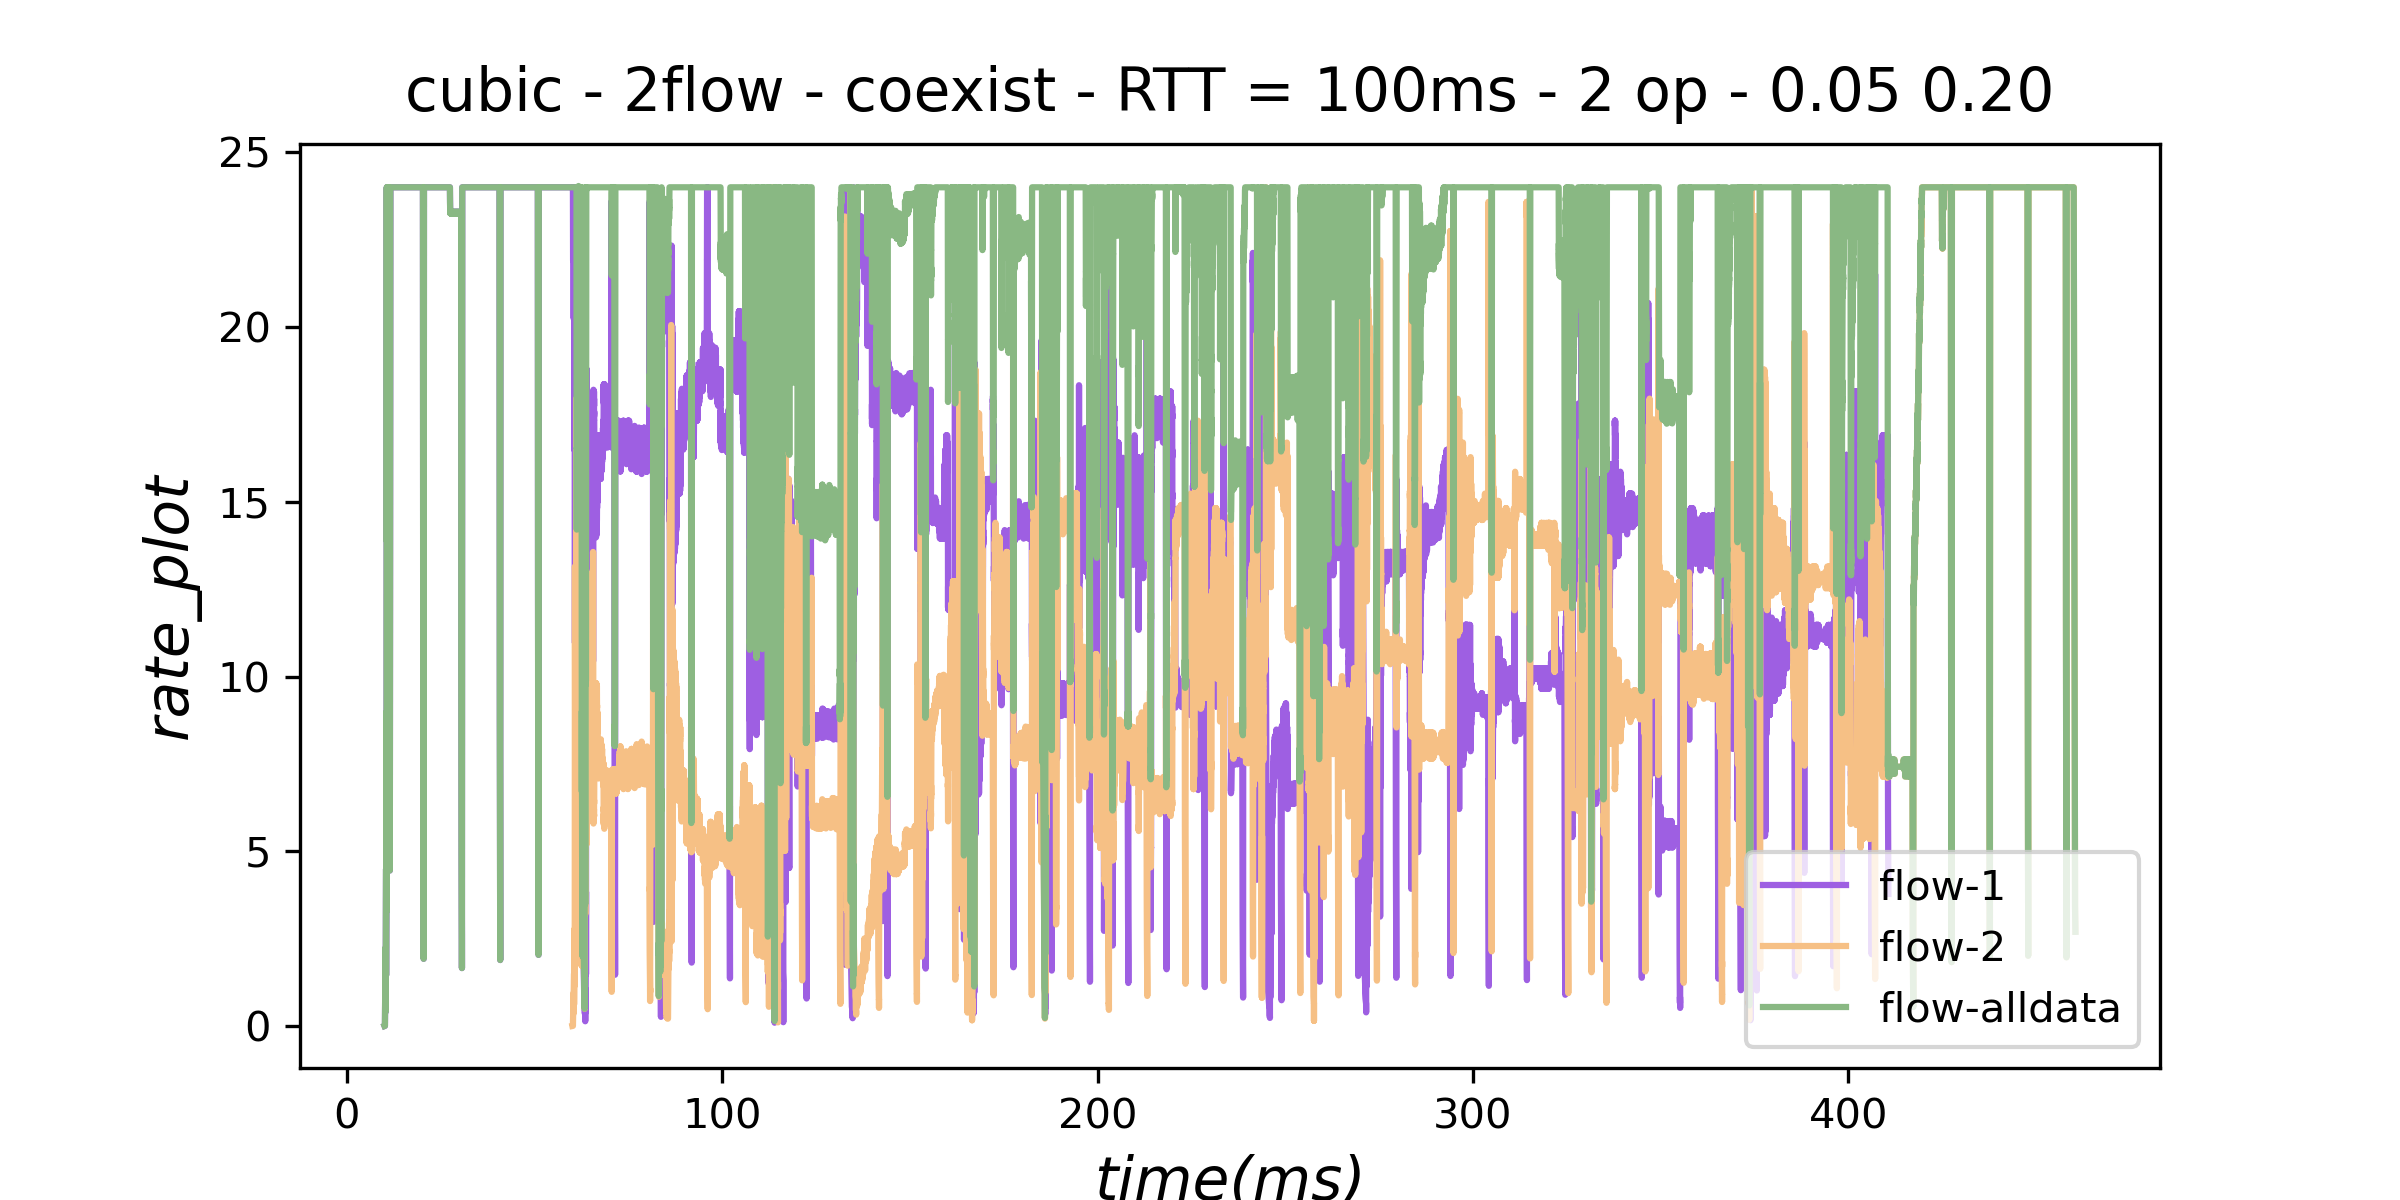 cubic - 2flow - coexist - RTT = 100ms - 2 op - 0.05 0.20
25
20
15
10
5
0
rate_plot
0 100 200 300 400
time(ms)
flow-1
flow-2
flow-alldata